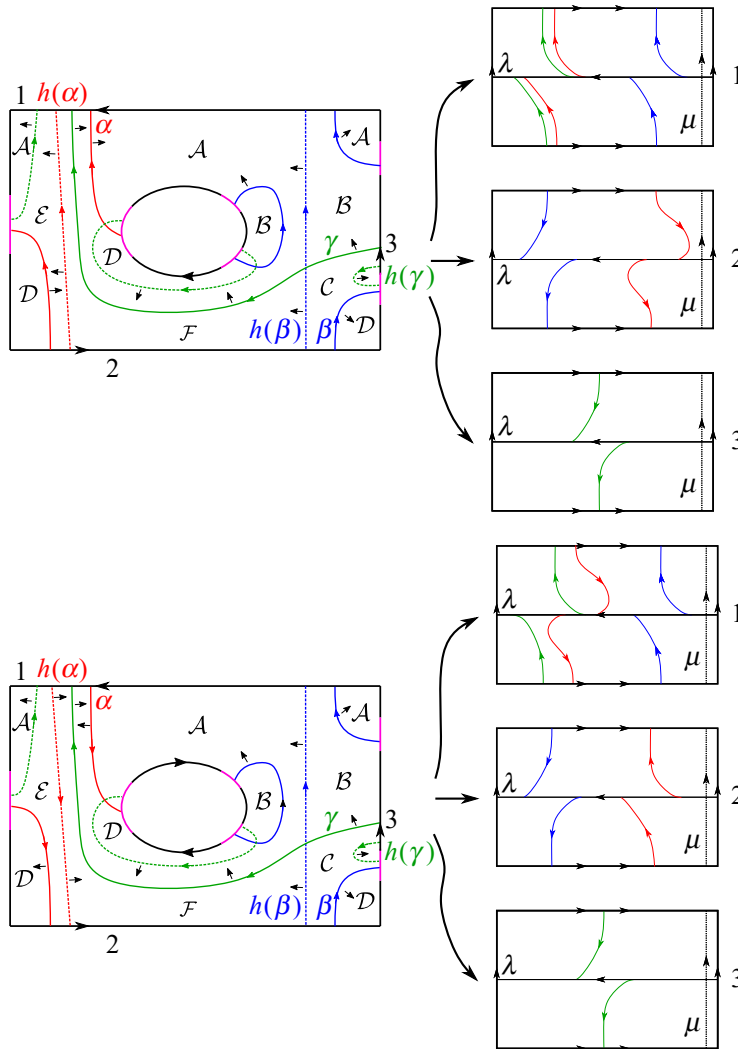 1 h(α)
α
𝒜
𝒜
ℰ
𝒟
𝒟
ℬ
ℬ
𝒜
γ
3
𝒞
h(γ)
ℱ
h(β) β
𝒟
2
λ
μ
1
λ
2
λ
μ
3
1 h(α)
α
𝒜
𝒜
ℰ
𝒟
𝒟
ℬ
ℬ
𝒜
γ
3
𝒞
h(γ)
ℱ
h(β) β
𝒟
2
λ
μ
1
λ
μ
2
λ
μ
3